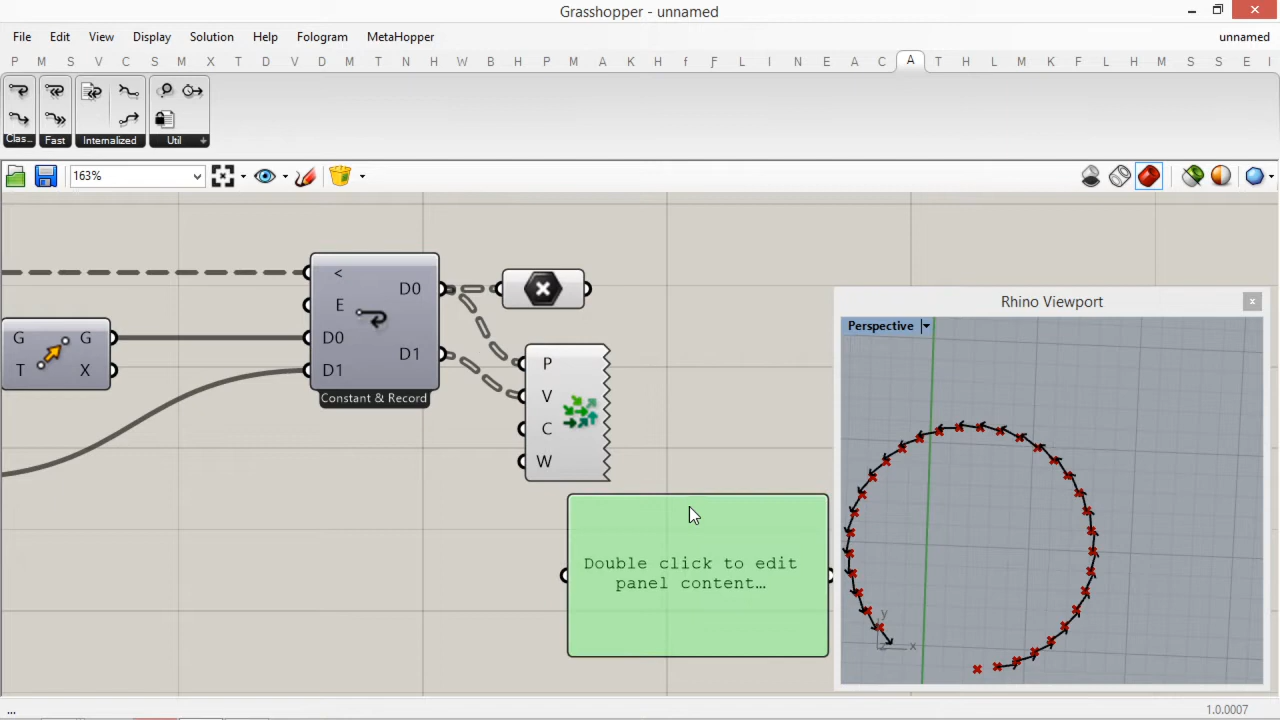 Grasshopper - unnamed
File Edit View Display Solution Help Fologram MetaHopper unnamed
P M S V C S M X T D M T N H W B H P M A K H f F L I N E A C A T H L M K F L H M S S E I
Clas... Fast Internalized Util
163%
<
E
D0
D1
D0
D1
Constant & Record
G
T
G
X
P
V
C
W
Double click to edit
panel content…
Rhino Viewport
Perspective
y
z x
...
1.0.0007